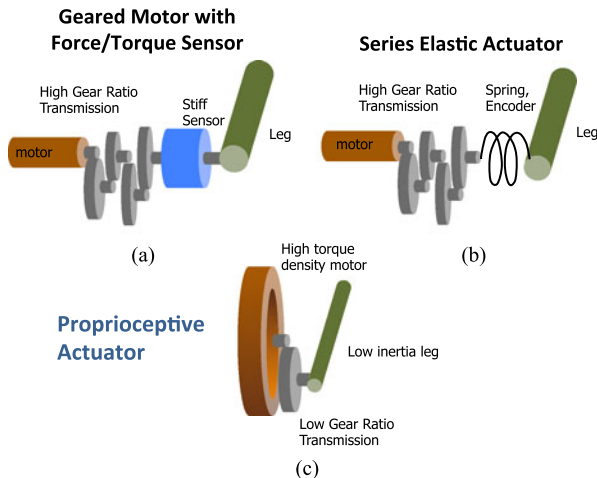 Geared Motor with
Force/Torque Sensor
High Gear Ratio
Transmission
Stiff
Sensor
motor
Leg
(a)
Series Elastic Actuator
High Gear Ratio
Transmission
Spring,
Encoder
motor
Leg
(b)
High torque
density motor
Proprioceptive
Actuator
Low inertia leg
Low Gear Ratio
Transmission
(c)